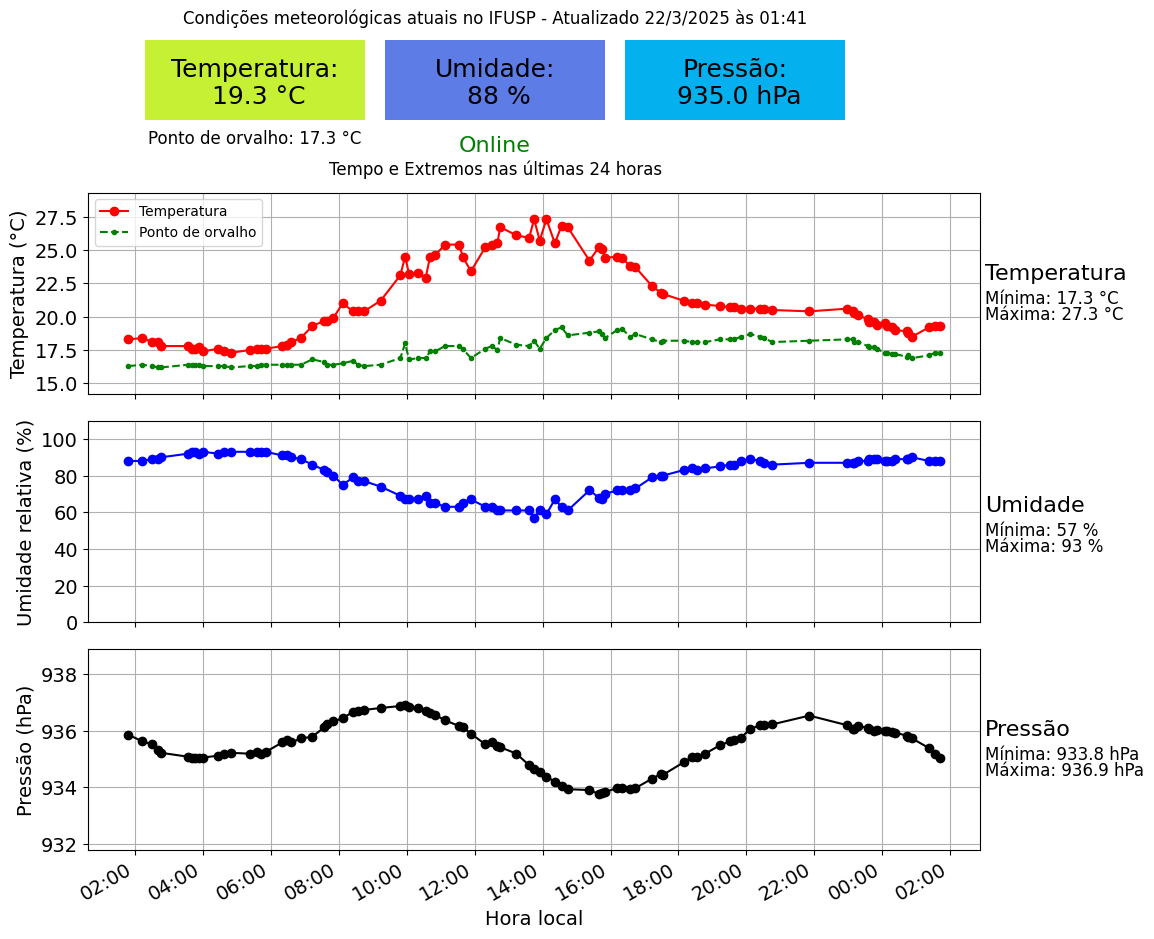 Condições meteorológicas atuais no IFUSP - Atualizado 22/3/2025 às 01:41
Temperatura:
19.3 °C
Umidade:
88 %
Pressão:
935.0 hPa
Ponto de orvalho: 17.3 °C
Online
Tempo e Extremos nas últimas 24 horas
Temperatura (°C)
27.5
25.0
22.5
20.0
17.5
15.0
Temperatura
Ponto de orvalho
Temperatura
Mínima: 17.3 °C
Máxima: 27.3 °C
Umidade relativa (%)
100
80
60
40
20
0
Umidade
Mínima: 57 %
Máxima: 93 %
Pressão (hPa)
938
936
934
932
Pressão
Mínima: 933.8 hPa
Máxima: 936.9 hPa
02:00 04:00 06:00 08:00 10:00 12:00 14:00 16:00 18:00 20:00 22:00 00:00 02:00
Hora local